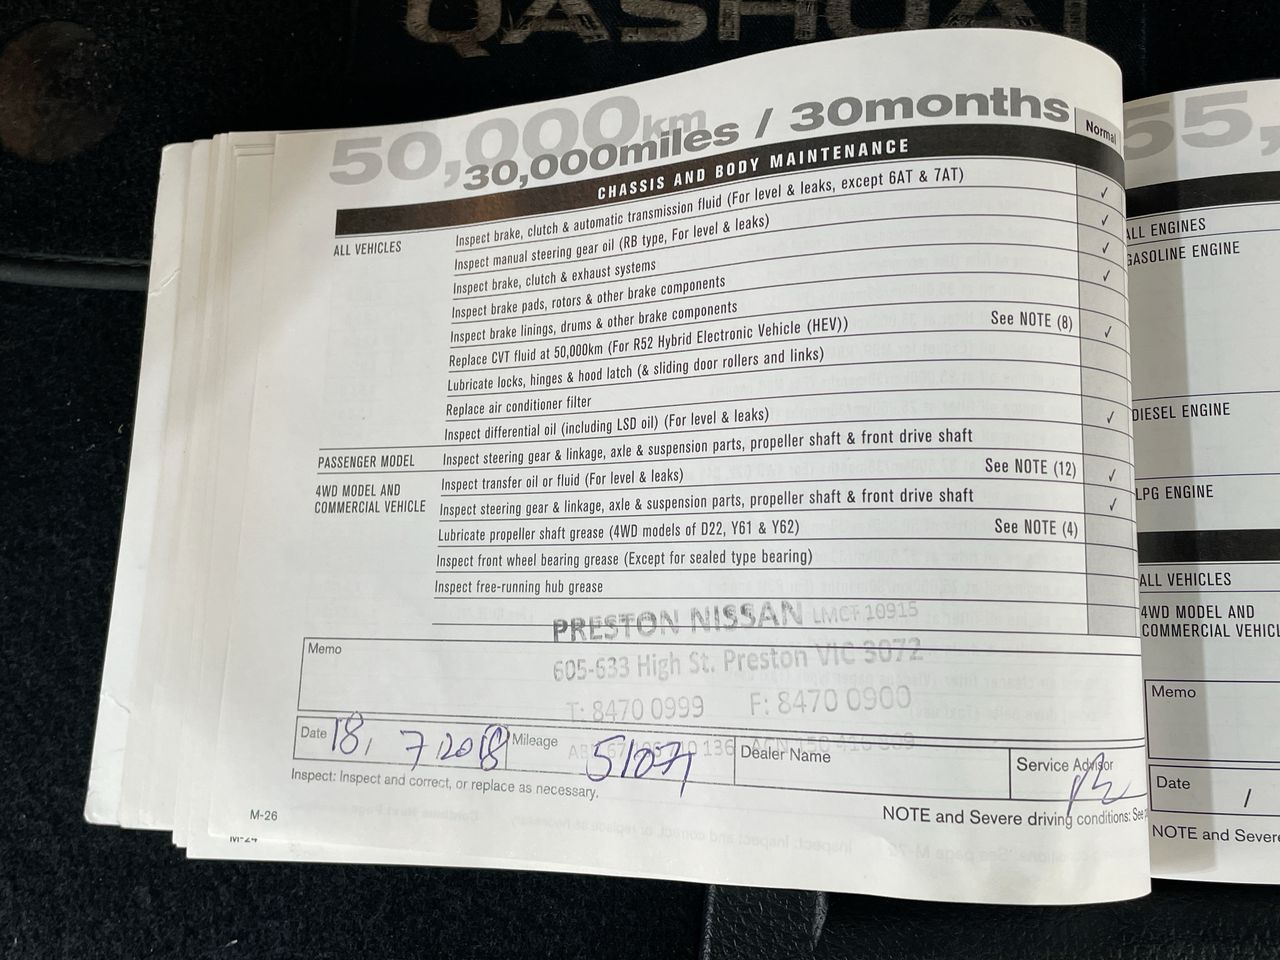 QASHQAI
50,000km
30,000miles / 30months
Normal
CHASSIS AND BODY MAINTENANCE
ALL VEHICLES
Inspect brake, clutch & automatic transmission fluid (For level & leaks, except 6AT & 7AT) ✓
Inspect manual steering gear oil (RB type, For level & leaks) ✓
Inspect brake, clutch & exhaust systems ✓
Inspect brake pads, rotors & other brake components ✓
Inspect brake linings, drums & other brake components
Replace CVT fluid at 50,000km (For R52 Hybrid Electronic Vehicle (HEV)) See NOTE (8) ✓
Lubricate locks, hinges & hood latch (& sliding door rollers and links)
Replace air conditioner filter
Inspect differential oil (including LSD oil) (For level & leaks) ✓
PASSENGER MODEL Inspect steering gear & linkage, axle & suspension parts, propeller shaft & front drive shaft
4WD MODEL AND
COMMERCIAL VEHICLE
Inspect transfer oil or fluid (For level & leaks) See NOTE (12) ✓
Inspect steering gear & linkage, axle & suspension parts, propeller shaft & front drive shaft ✓
Lubricate propeller shaft grease (4WD models of D22, Y61 & Y62) See NOTE (4)
Inspect front wheel bearing grease (Except for sealed type bearing)
Inspect free-running hub grease
PRESTON NISSAN LMCT 10915
605-633 High St. Preston VIC 3072
T: 8470 0999 F: 8470 0900
Memo
Date 18, 7, 2018 Mileage 51071 Dealer Name Service Advisor
Inspect: Inspect and correct, or replace as necessary.
NOTE and Severe driving conditions: See
M-26
M-24
55,
ALL ENGINES
GASOLINE ENGINE
DIESEL ENGINE
LPG ENGINE
ALL VEHICLES
4WD MODEL AND
COMMERCIAL VEHICL
Memo
Date /
NOTE and Severe